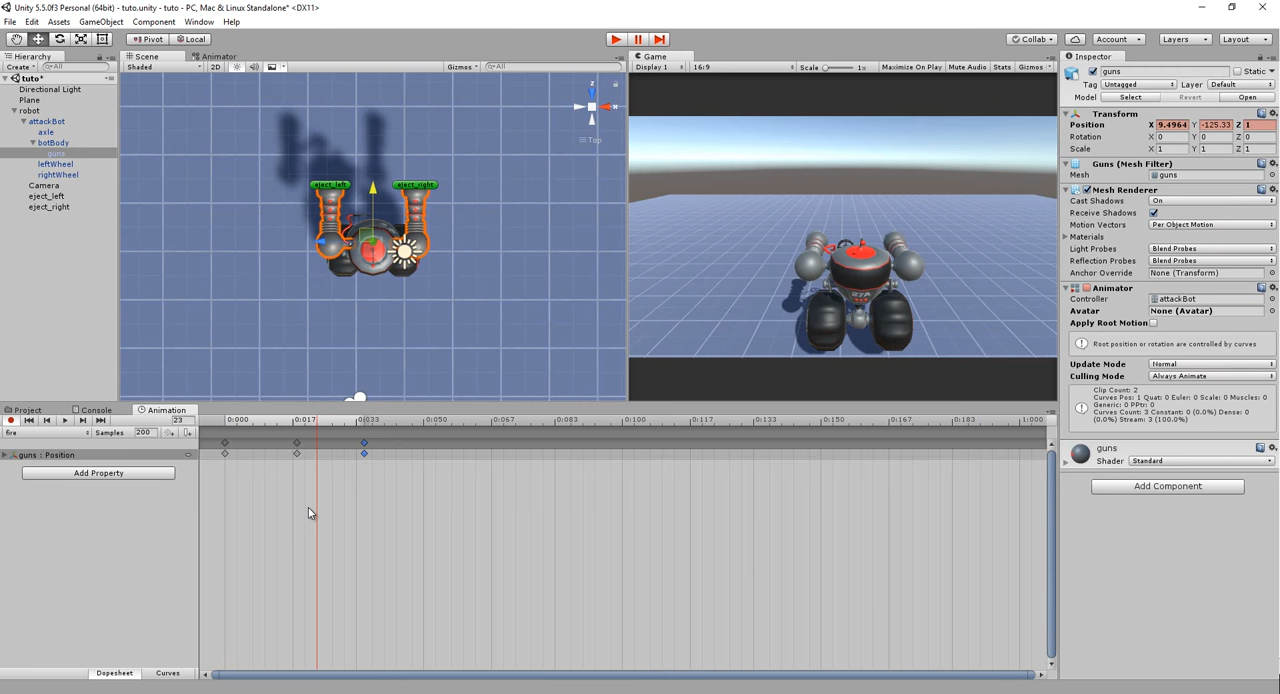 Unity 5.5.0f3 Personal (64bit) - tuto.unity - tuto - PC, Mac & Linux Standalone* <DX11>
File Edit Assets GameObject Component Window Help
Pivot Local Collab Account Layers Layout
Hierarchy
Create All
tuto*
Directional Light
Plane
robot
attackBot
axle
botBody
guns
leftWheel
rightWheel
Camera
eject_left
eject_right
Scene Animator
Shaded 2D Gizmos All
z
x
Top
eject_left eject_right
Game
Display 1 16:9 Scale 1x Maximize On Play Mute Audio Stats Gizmos
Inspector
guns Static
Tag Untagged Layer Default
Model Select Revert Open
Transform
Position X 9.4964 Y -125.33 Z 1
Rotation X 0 Y 0 Z 0
Scale X 1 Y 1 Z 1
Guns (Mesh Filter)
Mesh guns
Mesh Renderer
Cast Shadows On
Receive Shadows
Motion Vectors Per Object Motion
Materials
Light Probes Blend Probes
Reflection Probes Blend Probes
Anchor Override None (Transform)
Animator
Controller attackBot
Avatar None (Avatar)
Apply Root Motion
Root position or rotation are controlled by curves
Update Mode Normal
Culling Mode Always Animate
Clip Count: 2
Curves Pos: 1 Quat: 0 Euler: 0 Scale: 0 Muscles: 0
Generic: 0 PPtr: 0
Curves Count: 3 Constant: 0 (0.0%) Dense: 0
(0.0%) Stream: 3 (100.0%)
guns
Shader Standard
Add Component
Project Console Animation
23
fire Samples 200
0:000 0:017 0:033 0:050 0:067 0:083 0:100 0:117 0:133 0:150 0:167 0:183 1:000
guns : Position
Add Property
Dopesheet Curves